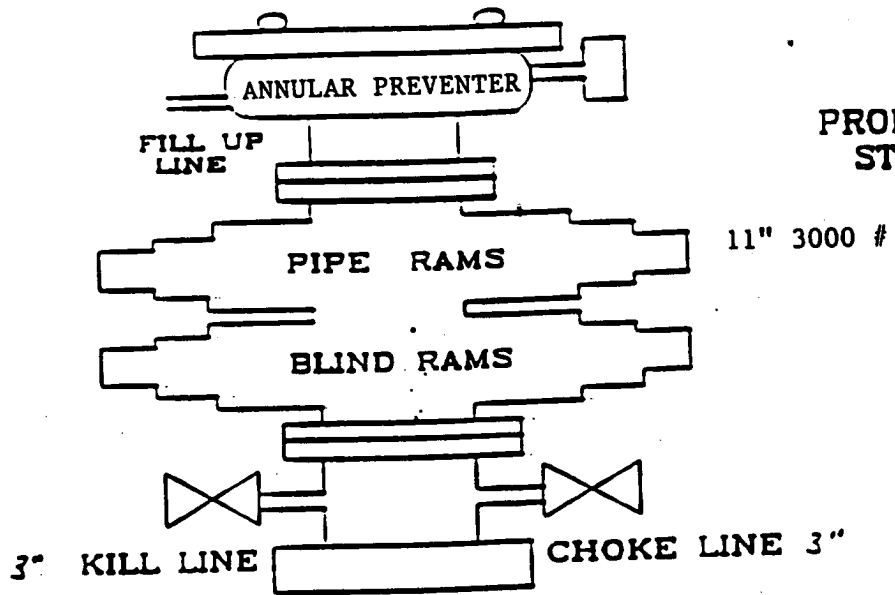 ANNULAR PREVENTER
FILL UP
LINE
11" 3000 #
PIPE RAMS
BLIND RAMS
3" KILL LINE
CHOKE LINE 3"